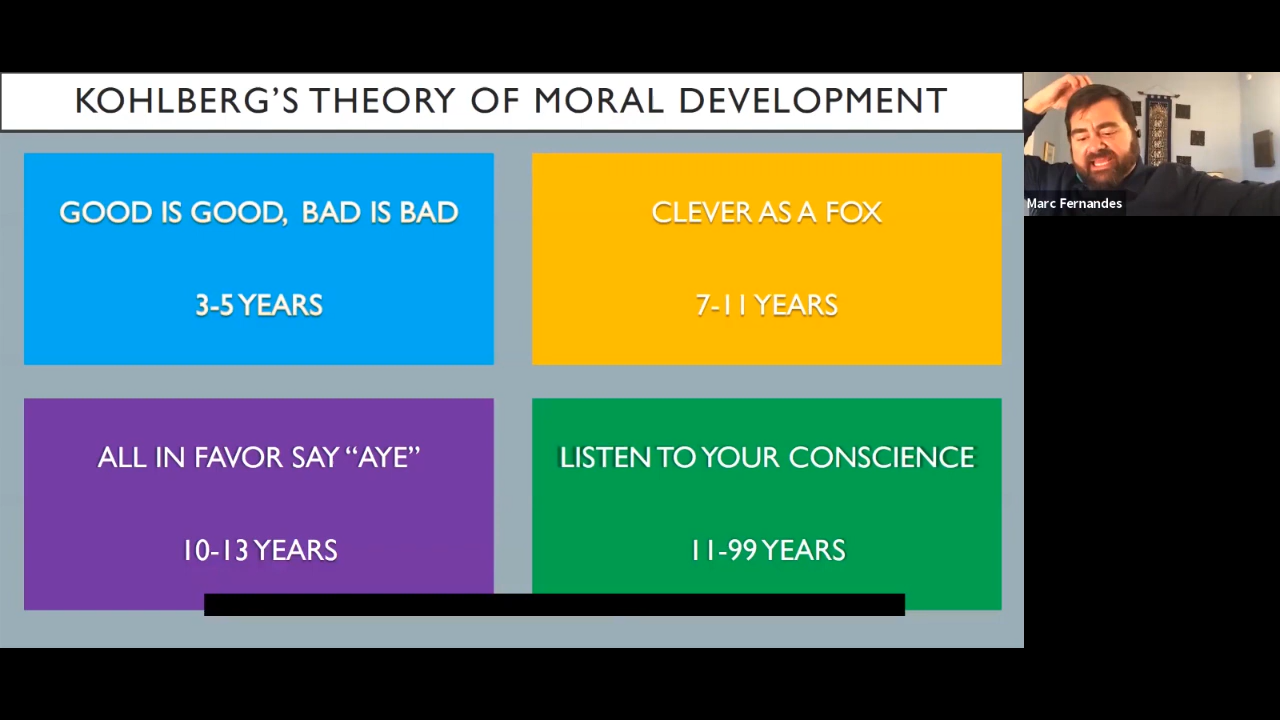 KOHLBERG'S THEORY OF MORAL DEVELOPMENT
GOOD IS GOOD, BAD IS BAD
3-5 YEARS
CLEVER AS A FOX
7-11 YEARS
ALL IN FAVOR SAY “AYE”
10-13 YEARS
LISTEN TO YOUR CONSCIENCE
11-99 YEARS
Marc Fernandes